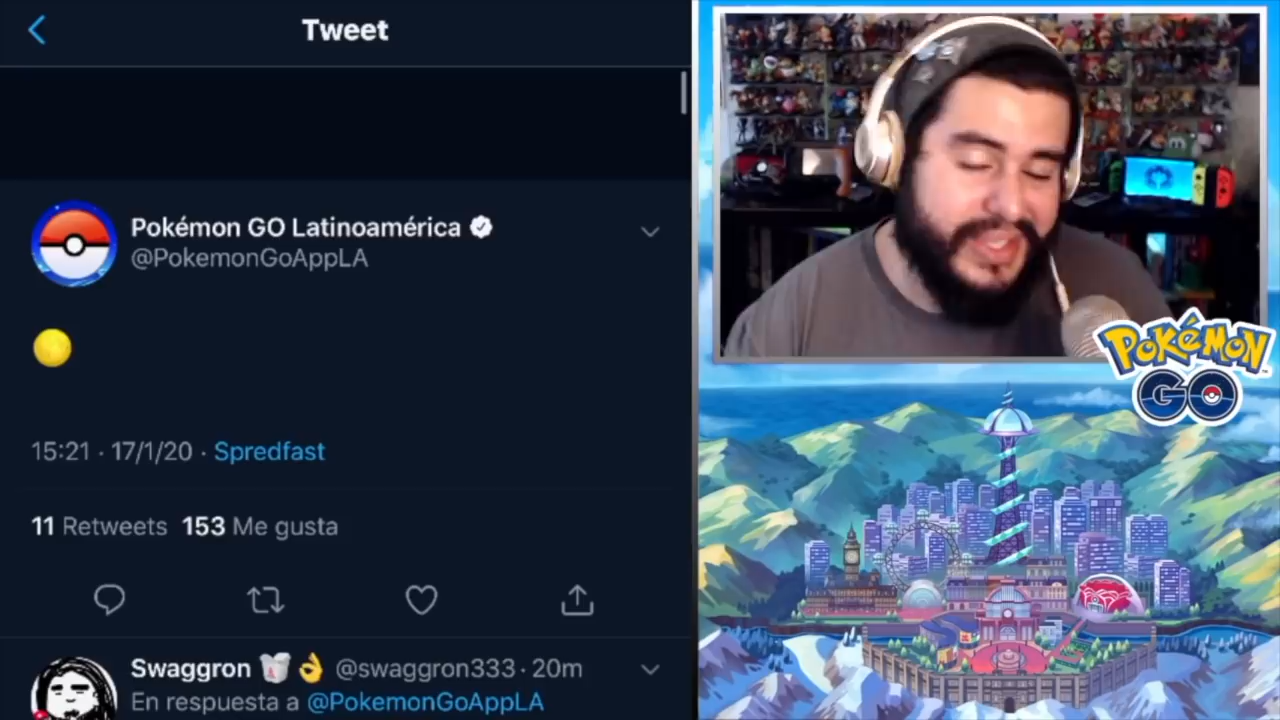 Tweet
Pokémon GO Latinoamérica
@PokemonGoAppLA
15:21 · 17/1/20 · Spredfast
11 Retweets 153 Me gusta
Swaggron @swaggron333 · 20m
En respuesta a @PokemonGoAppLA
POKÉMON
GO